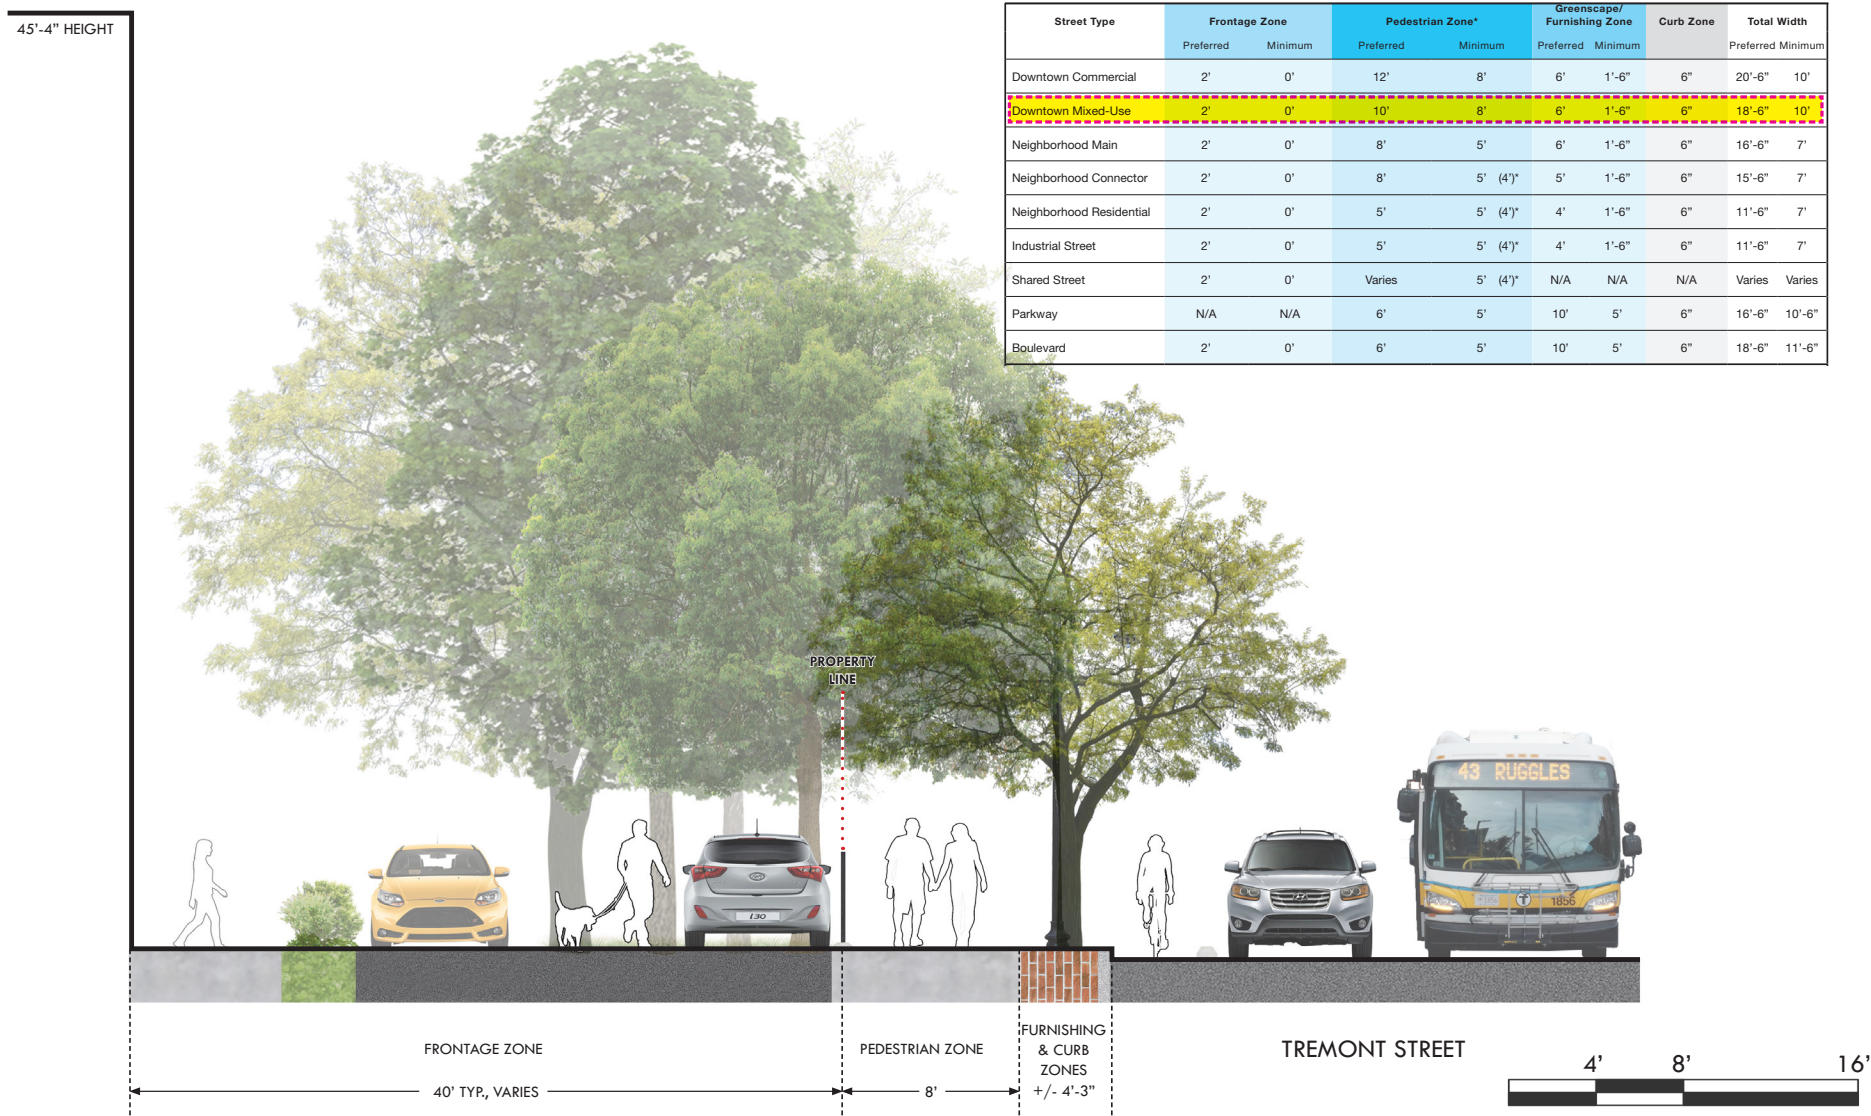 45'-4" HEIGHT
Street Type Frontage Zone Pedestrian Zone* Greenscape/ Furnishing Zone Curb Zone Total Width
Preferred Minimum Preferred Minimum Preferred Minimum Preferred Minimum
Downtown Commercial 2' 0' 12' 8' 6' 1'-6" 6" 20'-6" 10'
Downtown Mixed-Use 2' 0' 10' 8' 6' 1'-6" 6" 18'-6" 10'
Neighborhood Main 2' 0' 8' 5' 6' 1'-6" 6" 16'-6" 7'
Neighborhood Connector 2' 0' 8' 5' (4')* 5' 1'-6" 6" 15'-6" 7'
Neighborhood Residential 2' 0' 5' 5' (4')* 4' 1'-6" 6" 11'-6" 7'
Industrial Street 2' 0' 5' 5' (4')* 4' 1'-6" 6" 11'-6" 7'
Shared Street 2' 0' Varies 5' (4')* N/A N/A N/A Varies Varies
Parkway N/A N/A 6' 5' 10' 5' 6" 16'-6" 10'-6"
Boulevard 2' 0' 6' 5' 10' 5' 6" 18'-6" 11'-6"
PROPERTY
LINE
43 RUGGLES
i30
T
1856
FRONTAGE ZONE
40' TYP., VARIES
PEDESTRIAN ZONE
8'
FURNISHING
& CURB
ZONES
+/- 4'-3"
TREMONT STREET
4' 8' 16'